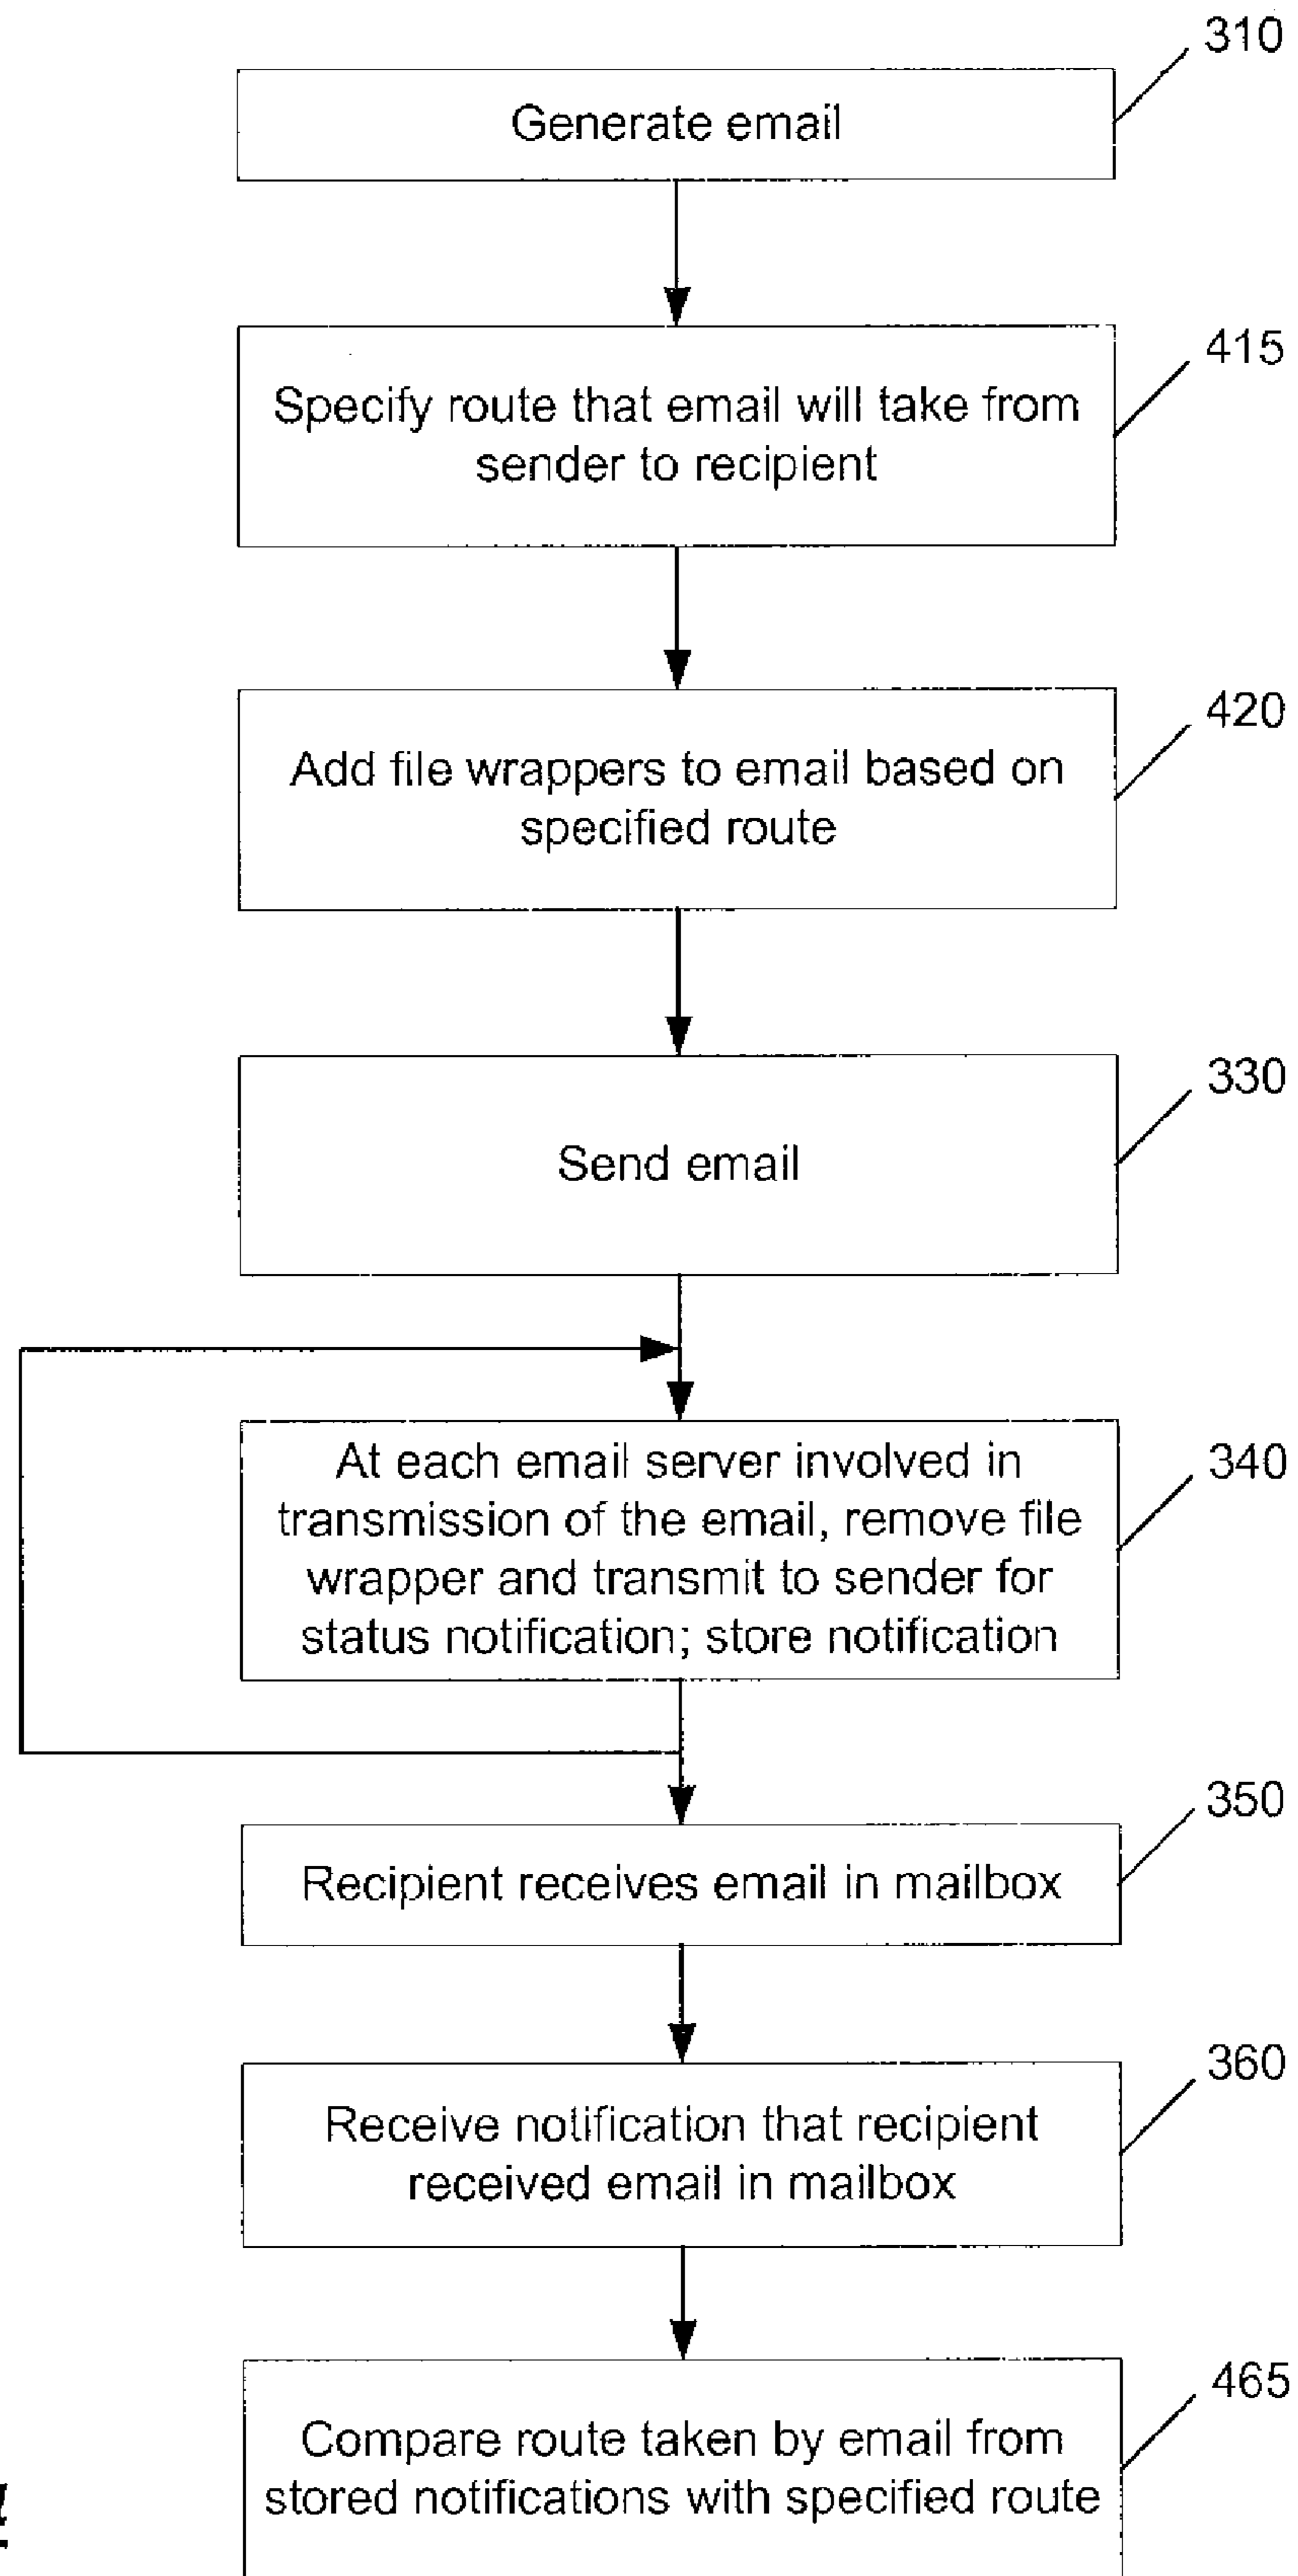 310
Generate email
415
Specify route that email will take from
sender to recipient
420
Add file wrappers to email based on
specified route
330
Send email
340
At each email server involved in
transmission of the email, remove file
wrapper and transmit to sender for
status notification; store notification
350
Recipient receives email in mailbox
360
Receive notification that recipient
received email in mailbox
465
Compare route taken by email from
stored notifications with specified route